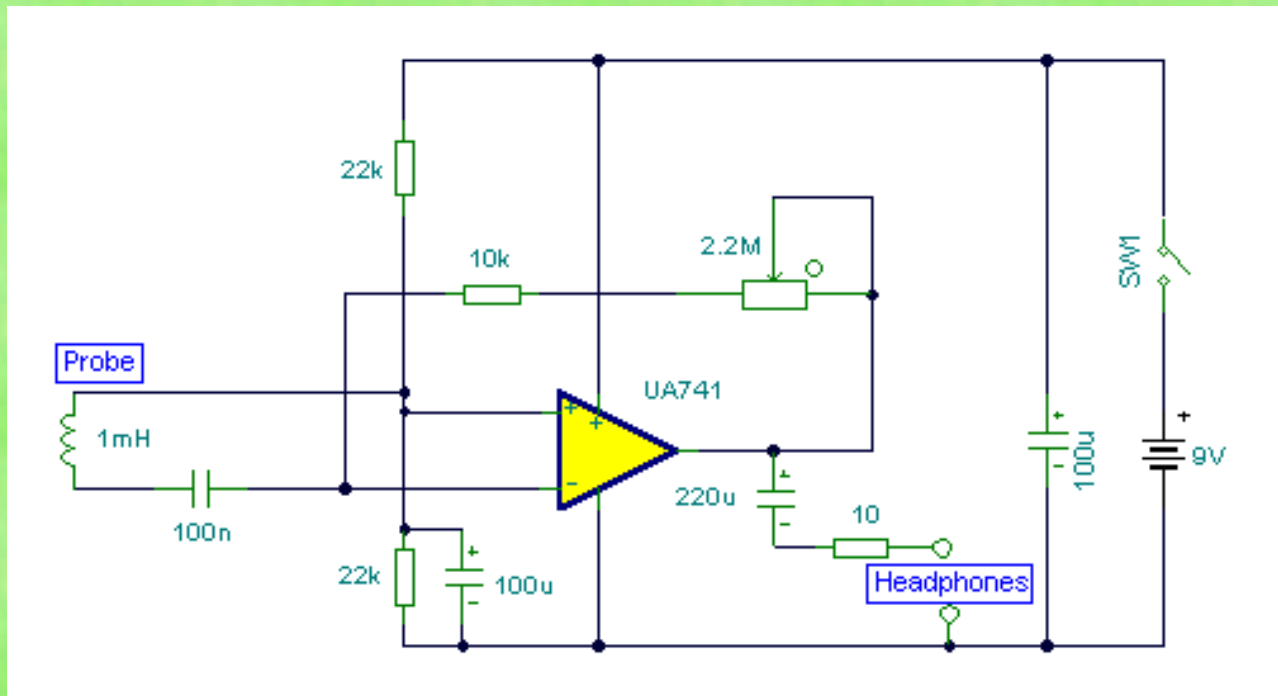 22k
2.2M
10k
SW1
Probe
UA741
+
+
+
1mH
+
100u
9V
-
-
220u
100n
-
10
+
22k
100u
-
Headphones